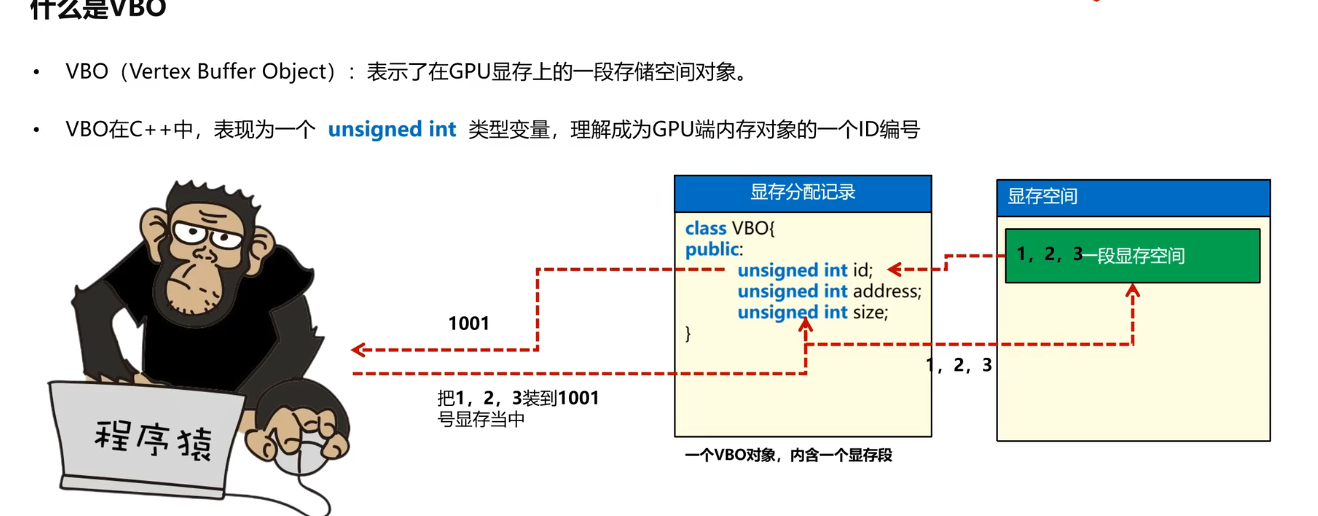 什么是VBO
• VBO（Vertex Buffer Object）：表示了在GPU显存上的一段存储空间对象。
• VBO在C++中，表现为一个 unsigned int 类型变量，理解成为GPU端内存对象的一个ID编号
显存分配记录
class VBO{
public:
unsigned int id;
unsigned int address;
unsigned int size;
}
显存空间
1，2，3一段显存空间
1001
1，2，3
把1，2，3装到1001
号显存当中
程序猿
一个VBO对象，内含一个显存段